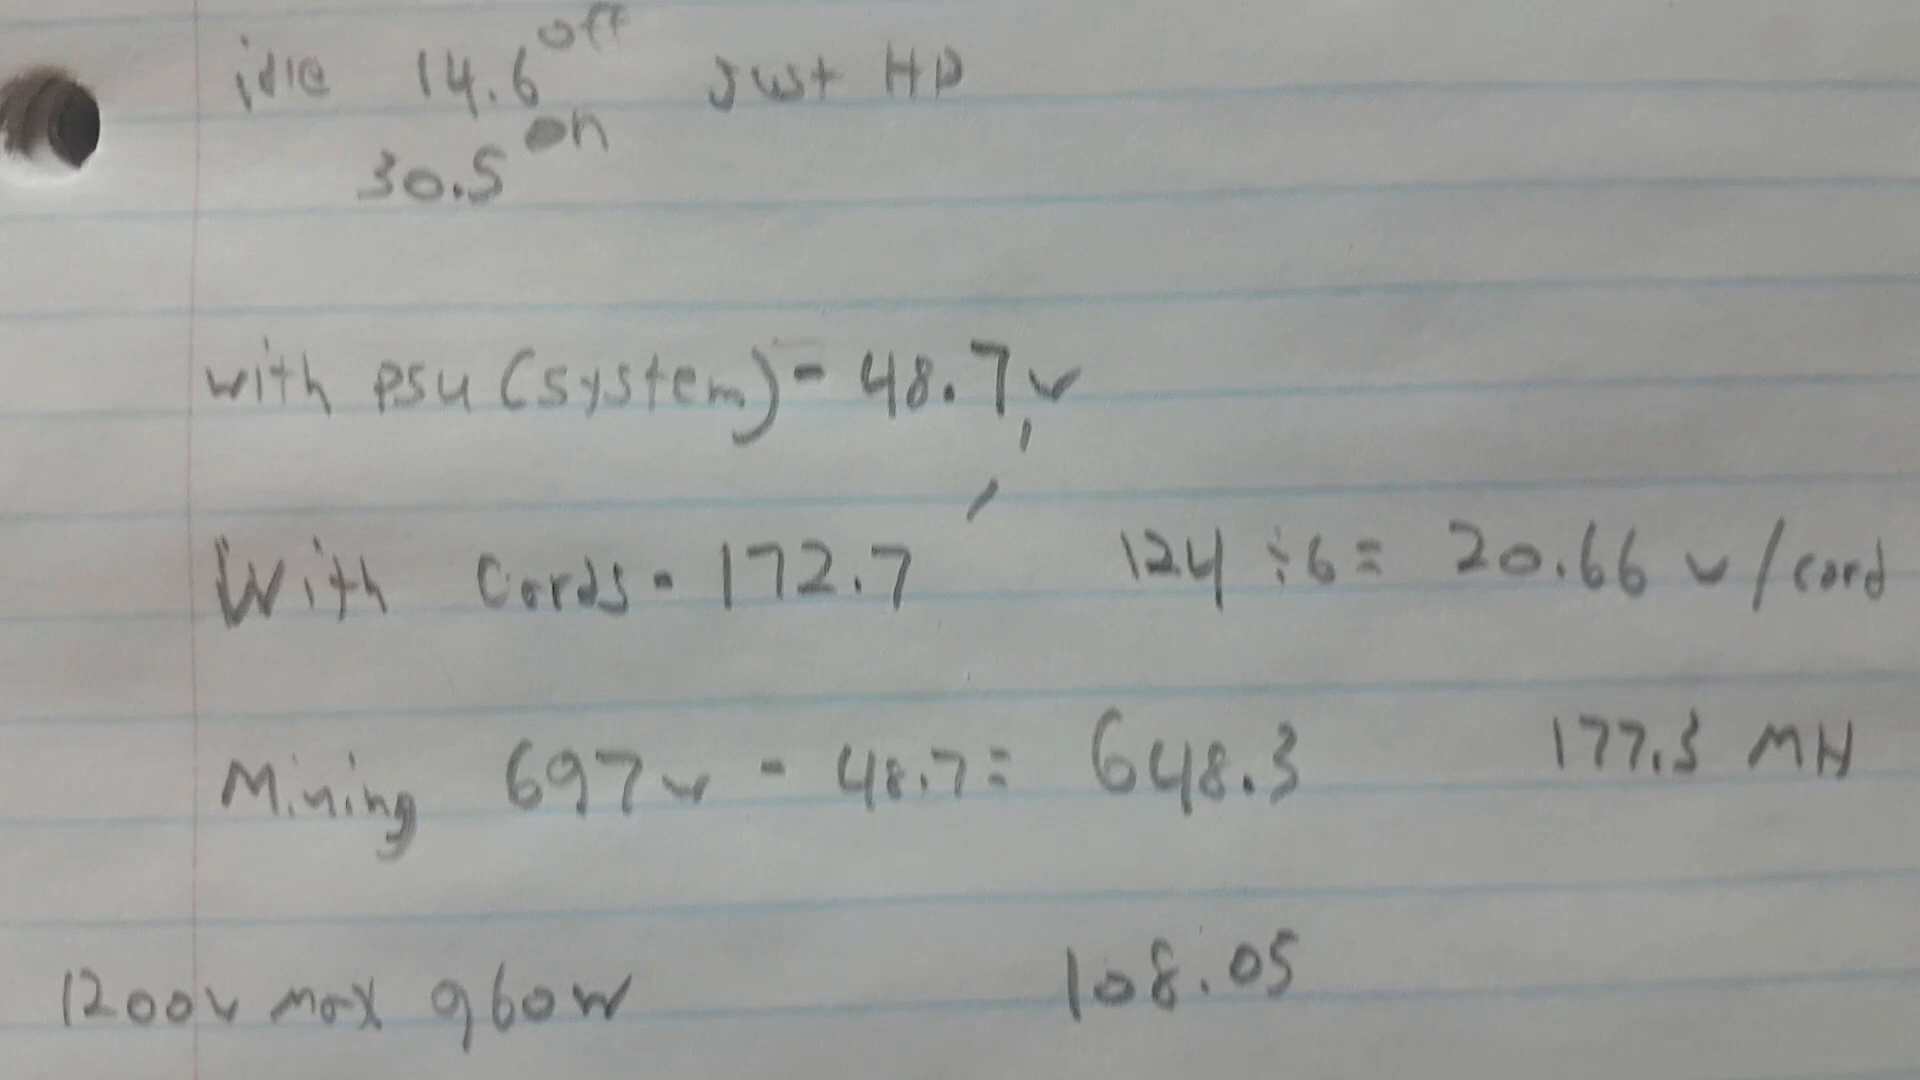 idle 14.6 off Just HP
30.5 on
with psu (system) - 48.7w
With Cards - 172.7 124 ÷ 6 = 20.66 w/card
Mining 697w - 48.7 = 648.3 177.3 MH
1200w max 960w 108.05